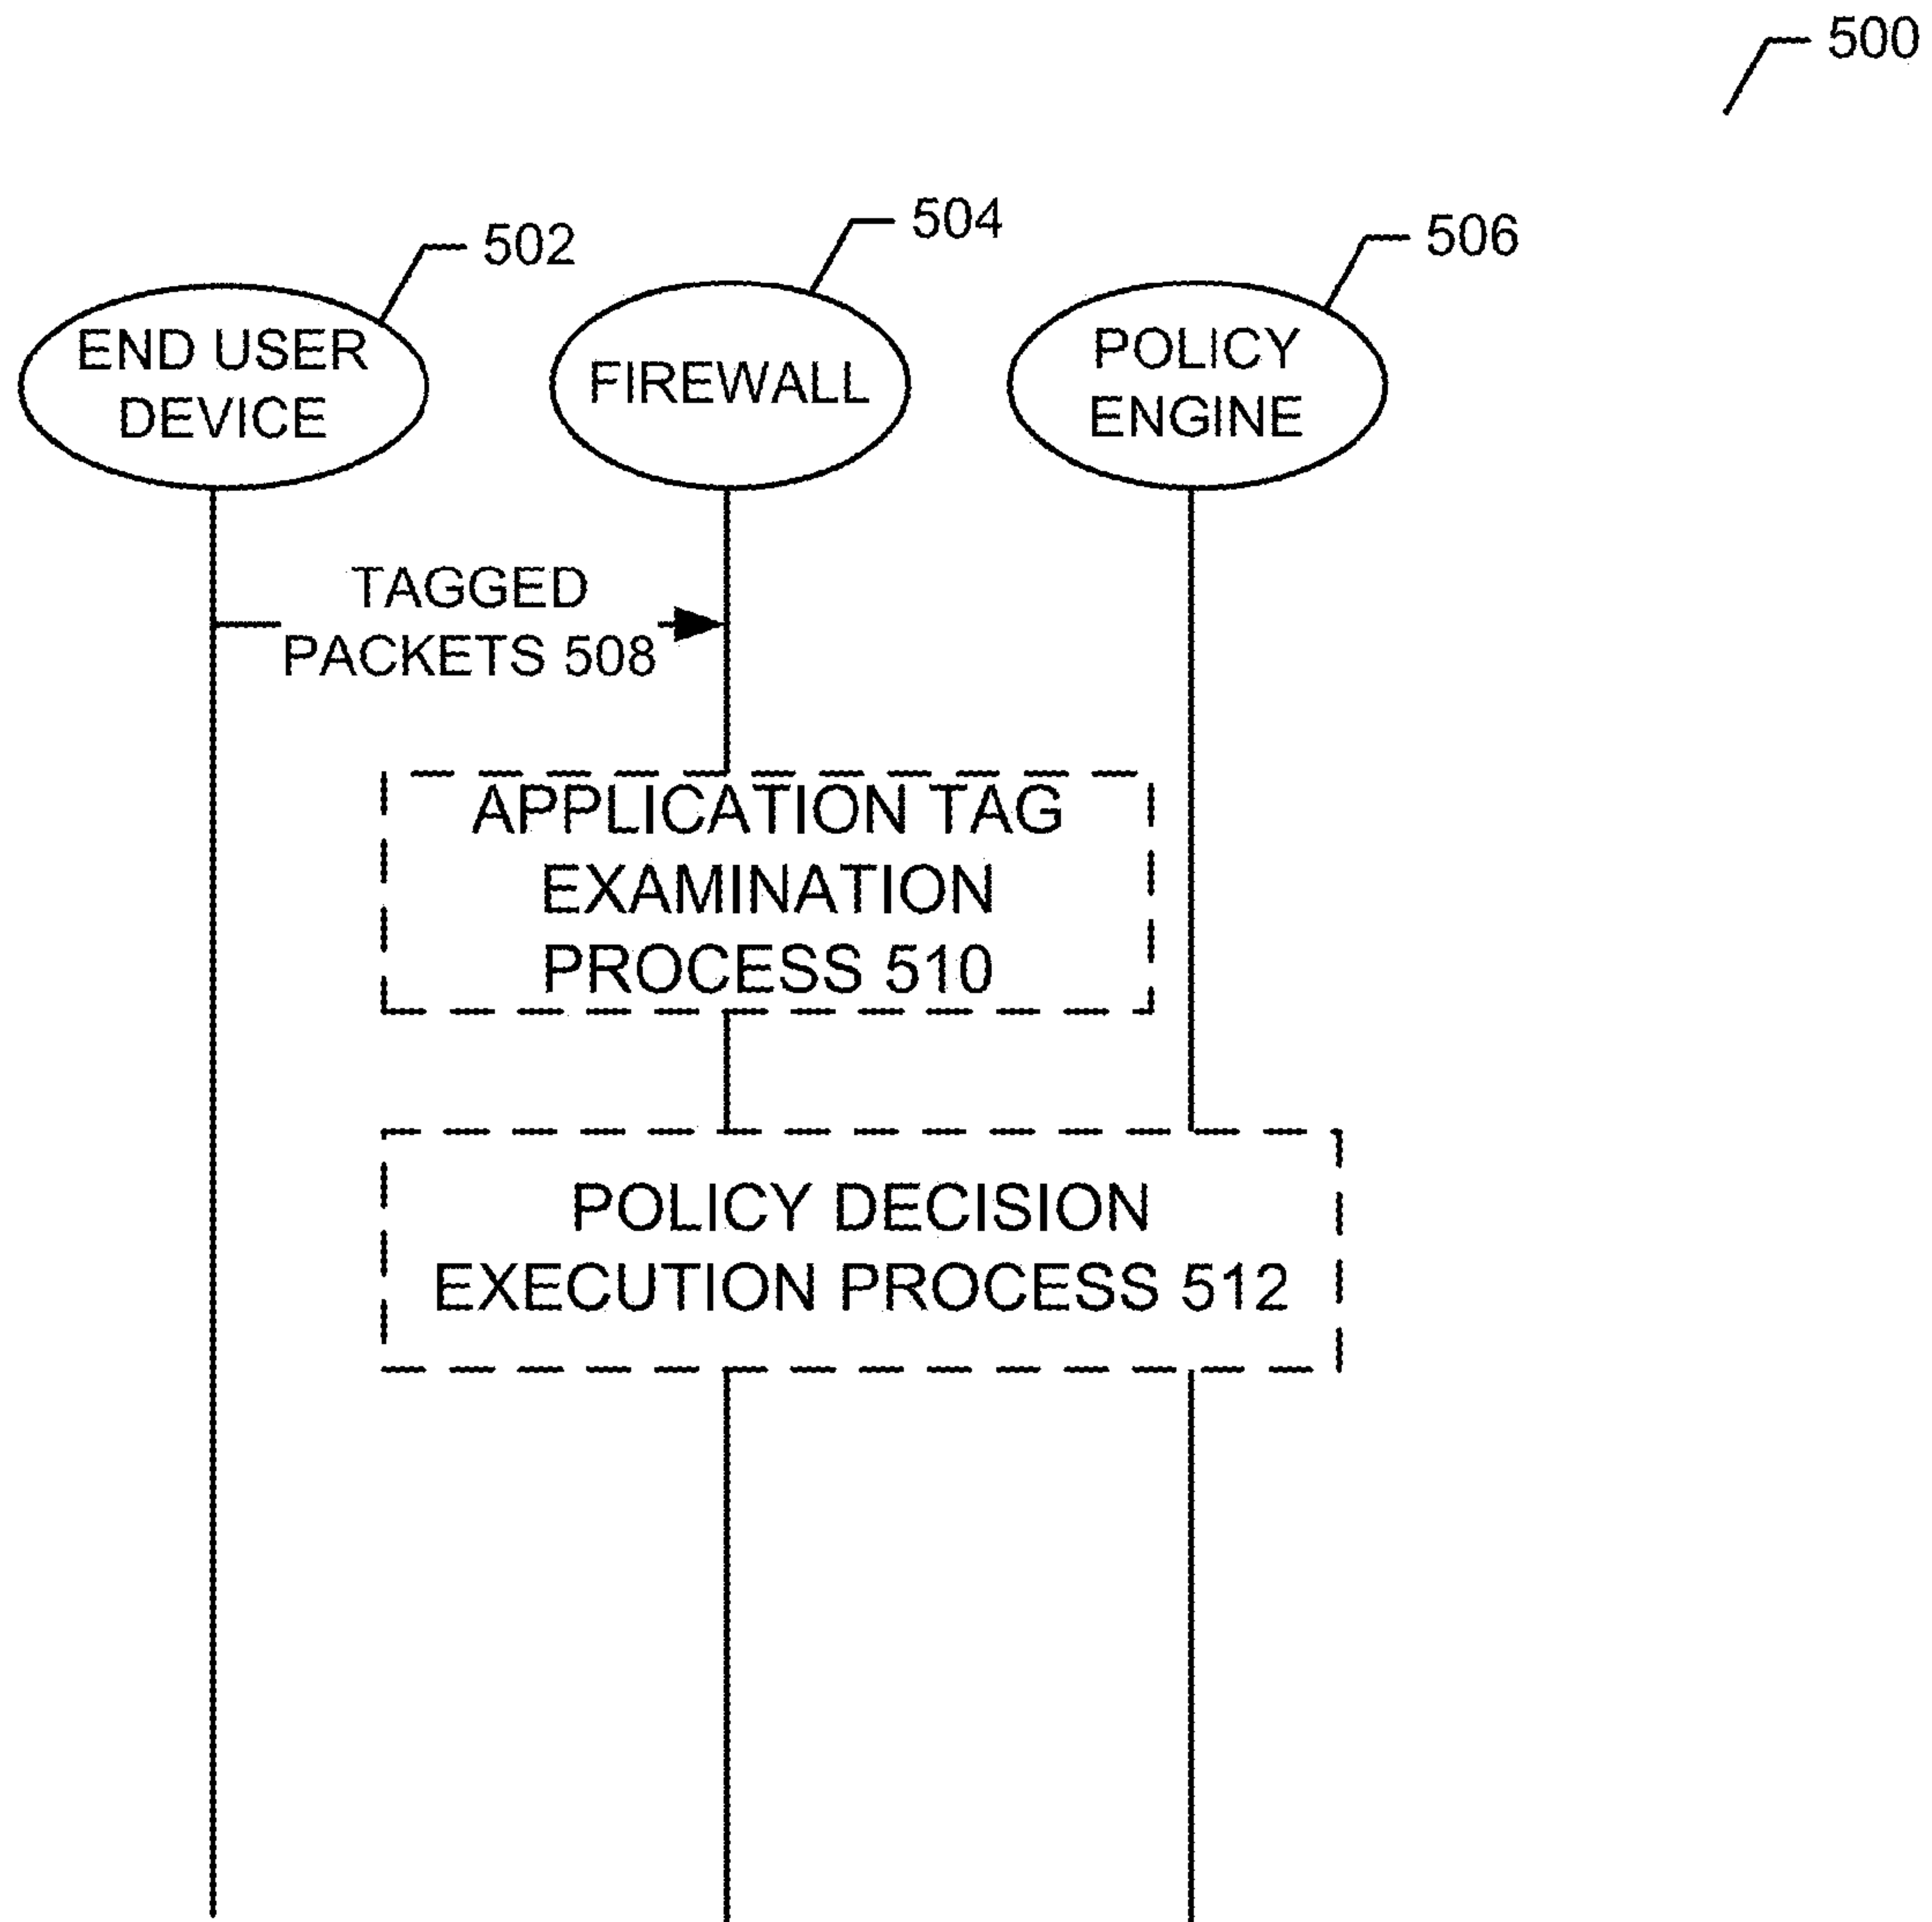 500
502
504
506
END USER
DEVICE
FIREWALL
POLICY
ENGINE
TAGGED
PACKETS 508
APPLICATION TAG
EXAMINATION
PROCESS 510
POLICY DECISION
EXECUTION PROCESS 512